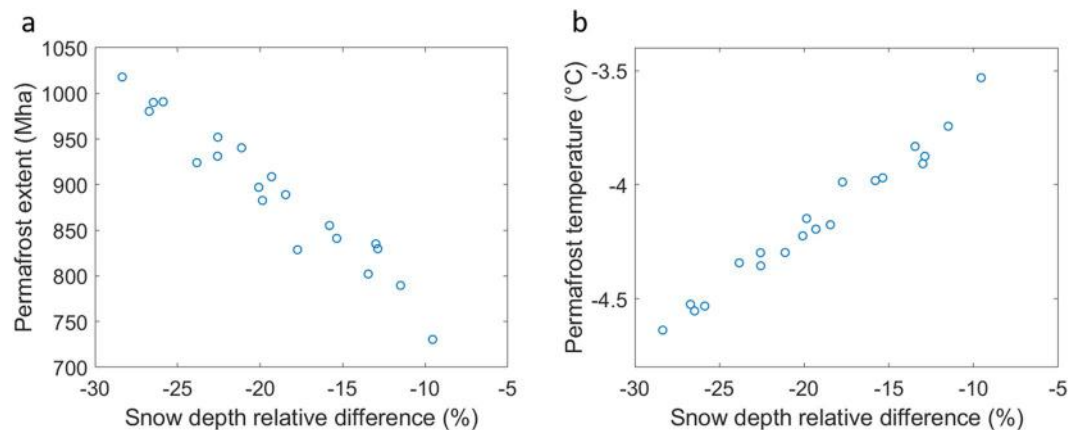 a
1050
1000
950
900
850
800
750
700
Permafrost extent (Mha)
-30 -25 -20 -15 -10 -5
Snow depth relative difference (%)
b
-3.5
-4
-4.5
Permafrost temperature (°C)
-30 -25 -20 -15 -10 -5
Snow depth relative difference (%)